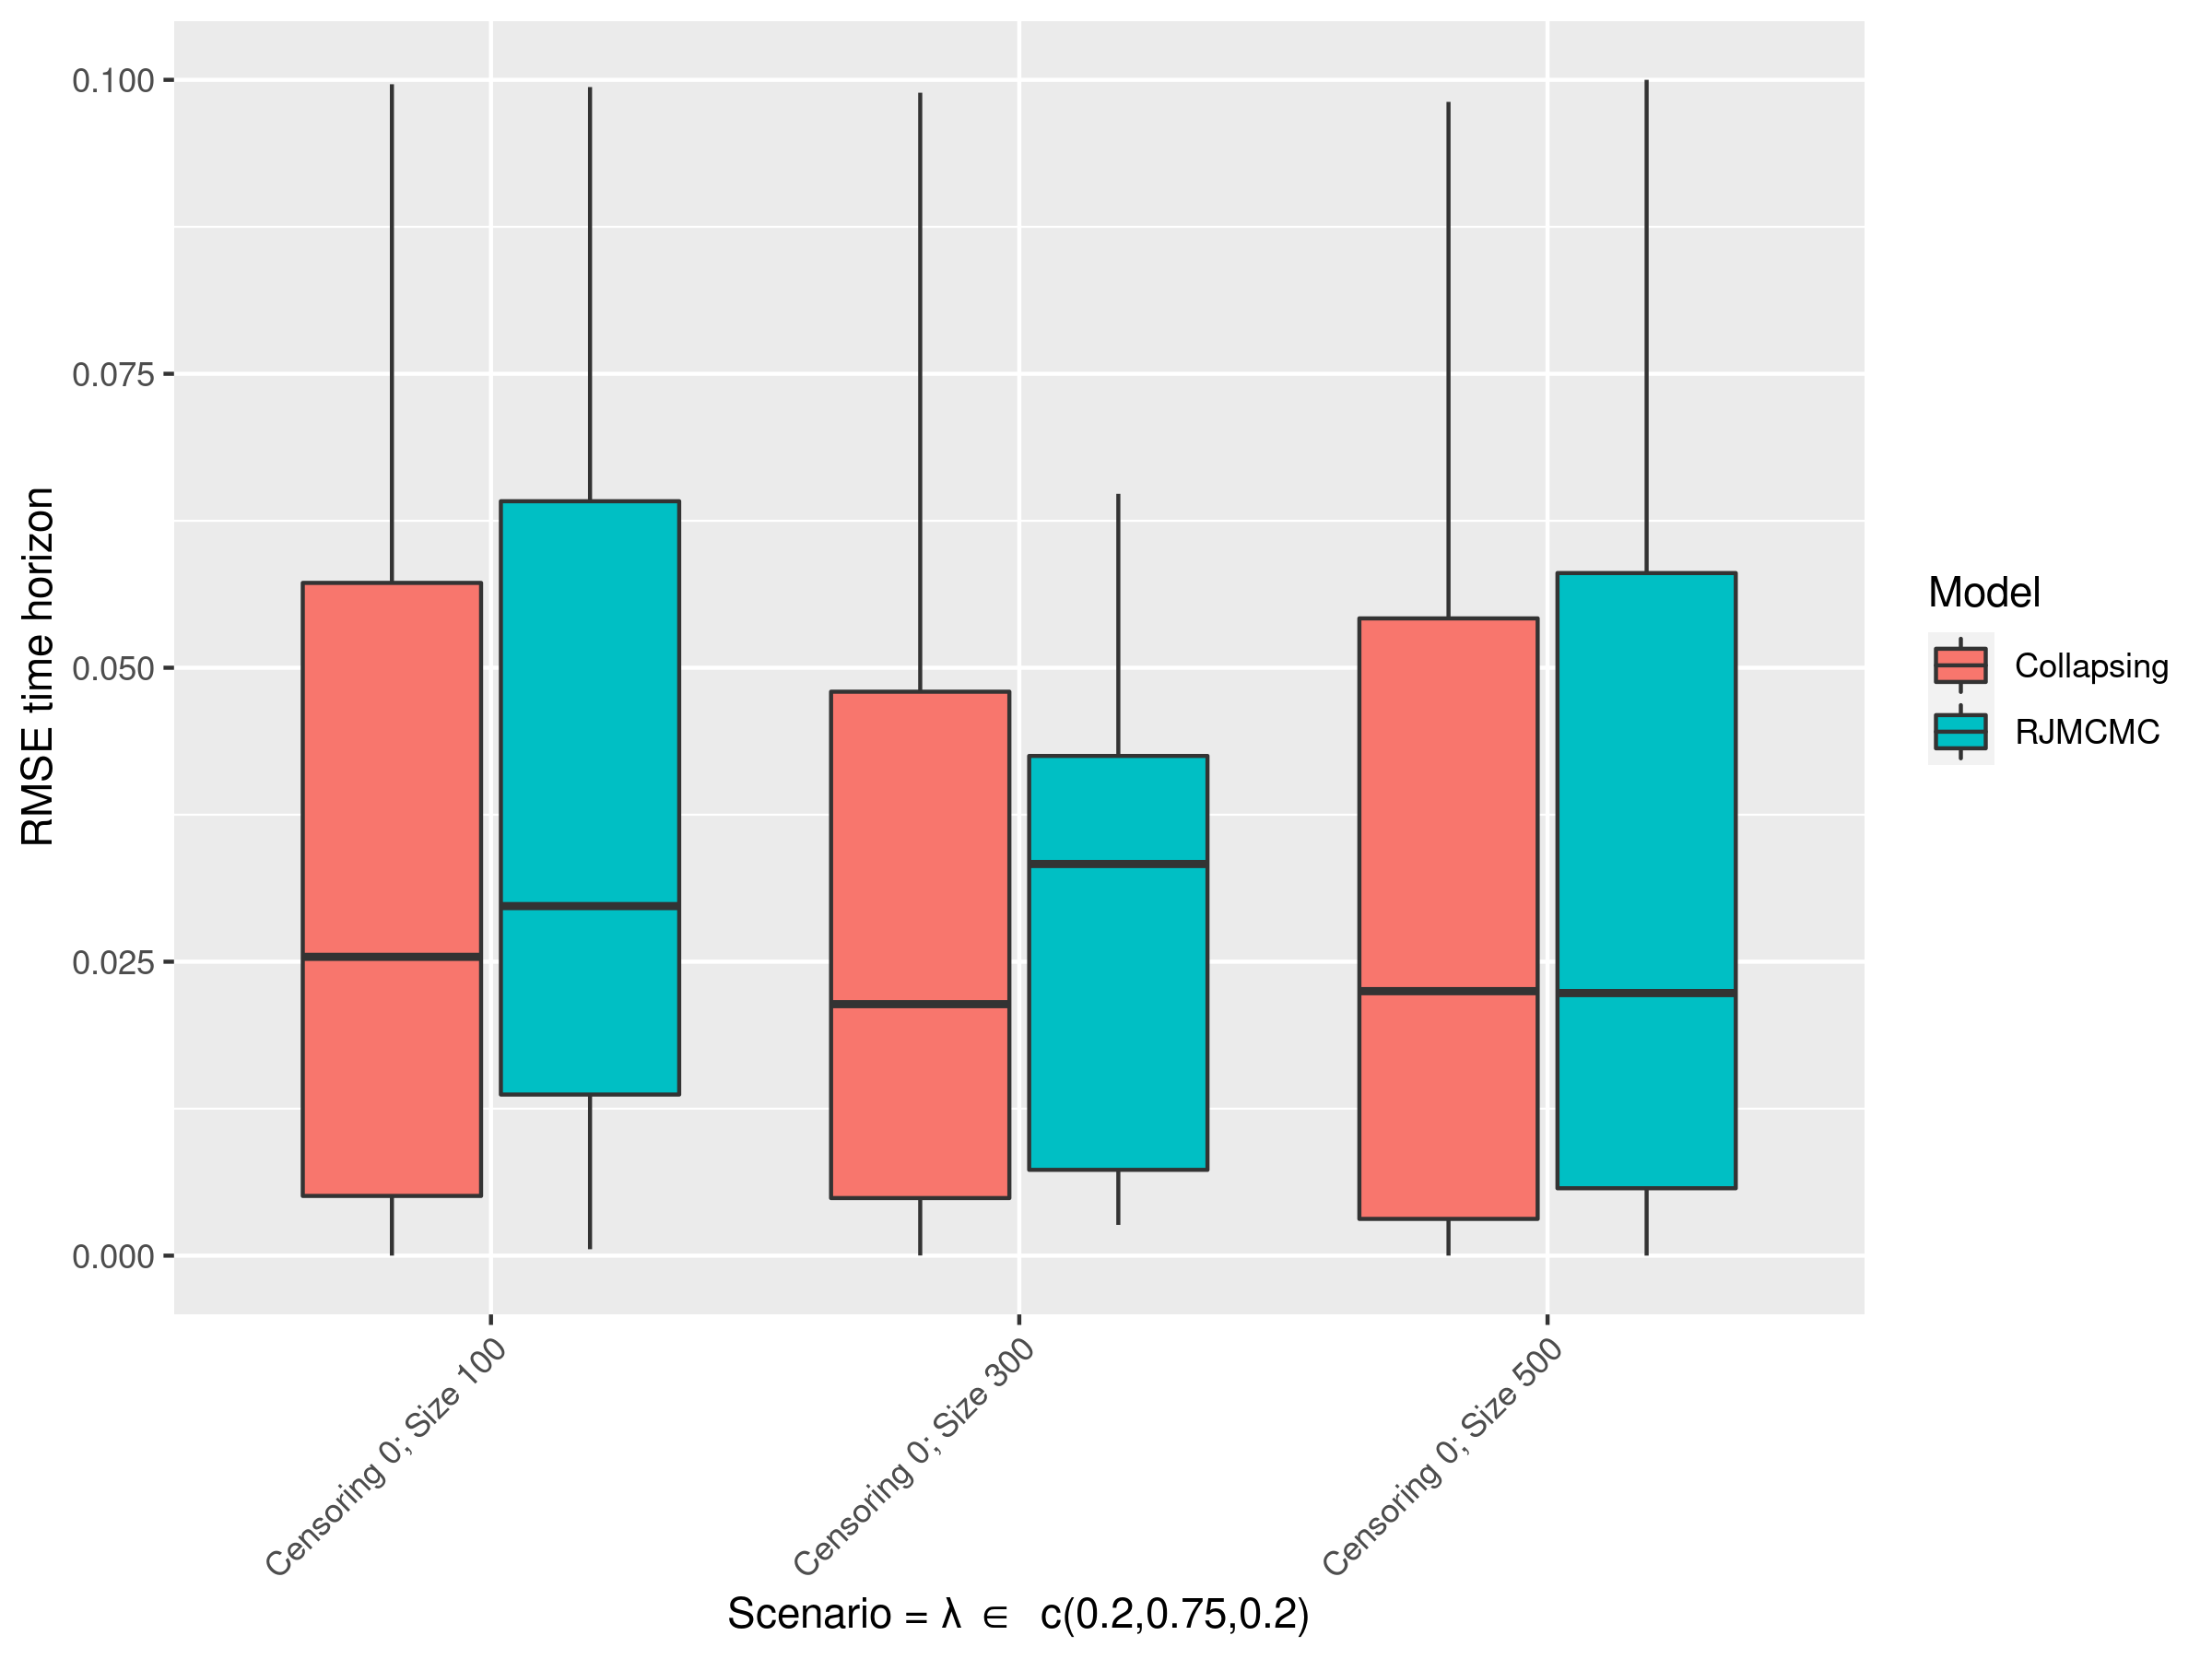 RMSE time horizon
0.100
0.075
0.050
0.025
0.000
Censoring 0; Size 100
Censoring 0; Size 300
Censoring 0; Size 500
Scenario = λ ∈ c(0.2,0.75,0.2)
Model
Collapsing
RJMCMC